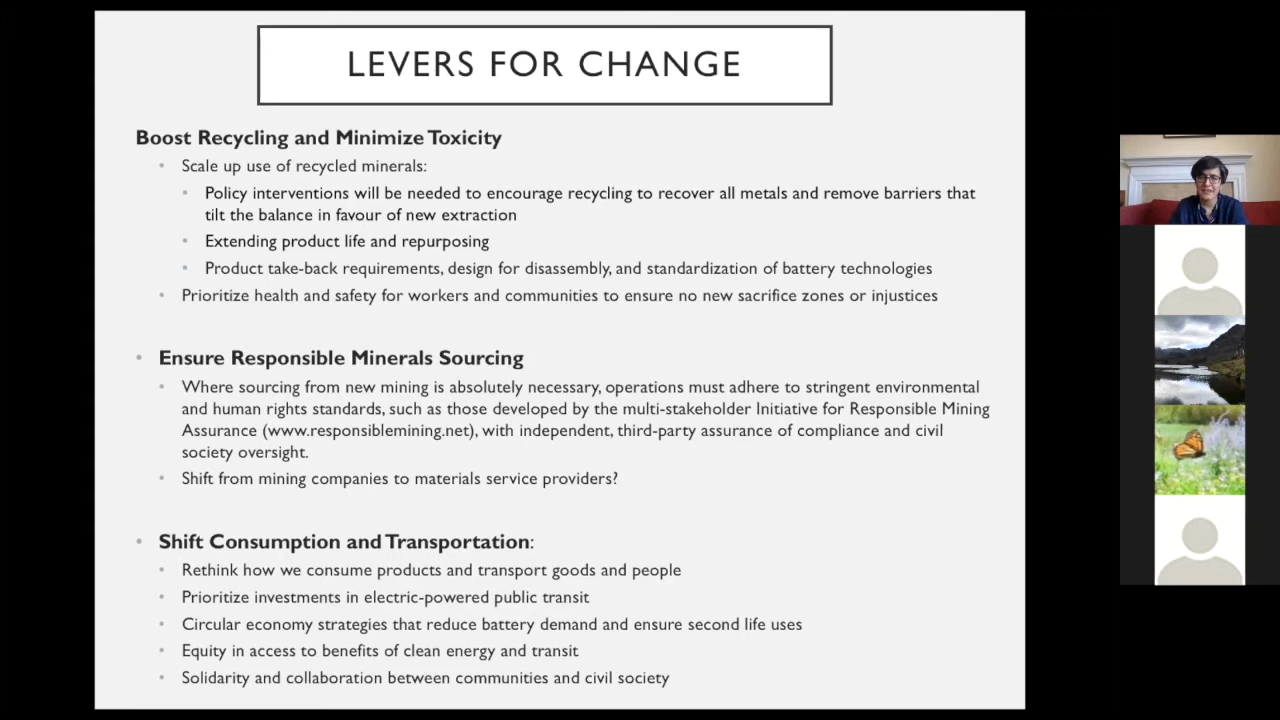 LEVERS FOR CHANGE
Boost Recycling and Minimize Toxicity
Scale up use of recycled minerals:
Policy interventions will be needed to encourage recycling to recover all metals and remove barriers that
tilt the balance in favour of new extraction
Extending product life and repurposing
Product take-back requirements, design for disassembly, and standardization of battery technologies
Prioritize health and safety for workers and communities to ensure no new sacrifice zones or injustices
Ensure Responsible Minerals Sourcing
Where sourcing from new mining is absolutely necessary, operations must adhere to stringent environmental
and human rights standards, such as those developed by the multi-stakeholder Initiative for Responsible Mining
Assurance (www.responsiblemining.net), with independent, third-party assurance of compliance and civil
society oversight.
Shift from mining companies to materials service providers?
Shift Consumption and Transportation:
Rethink how we consume products and transport goods and people
Prioritize investments in electric-powered public transit
Circular economy strategies that reduce battery demand and ensure second life uses
Equity in access to benefits of clean energy and transit
Solidarity and collaboration between communities and civil society